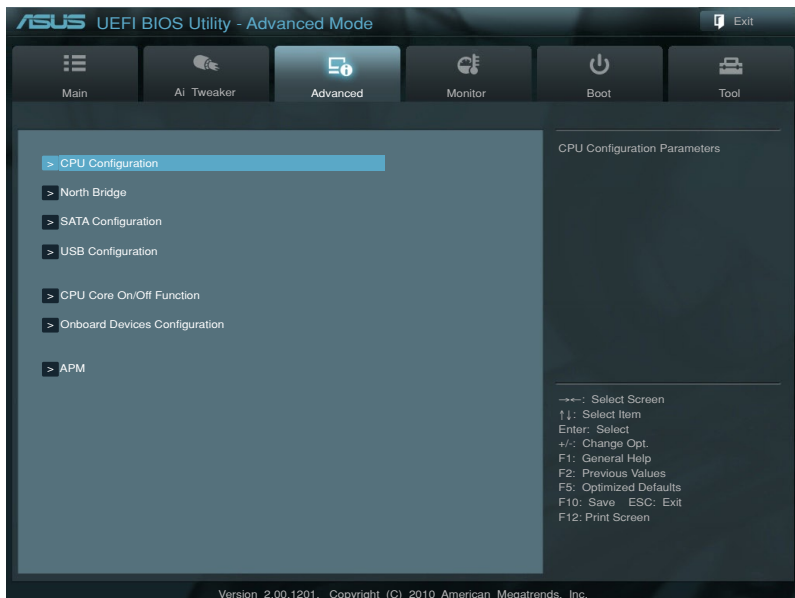 ASUS UEFI BIOS Utility - Advanced Mode
Exit
Main
Ai Tweaker
Advanced
Monitor
Boot
Tool
> CPU Configuration
> North Bridge
> SATA Configuration
> USB Configuration
> CPU Core On/Off Function
> Onboard Devices Configuration
> APM
CPU Configuration Parameters
→←: Select Screen
↑↓: Select Item
Enter: Select
+/-: Change Opt.
F1: General Help
F2: Previous Values
F5: Optimized Defaults
F10: Save ESC: Exit
F12: Print Screen
Version 2.00.1201. Copyright (C) 2010 American Megatrends, Inc.